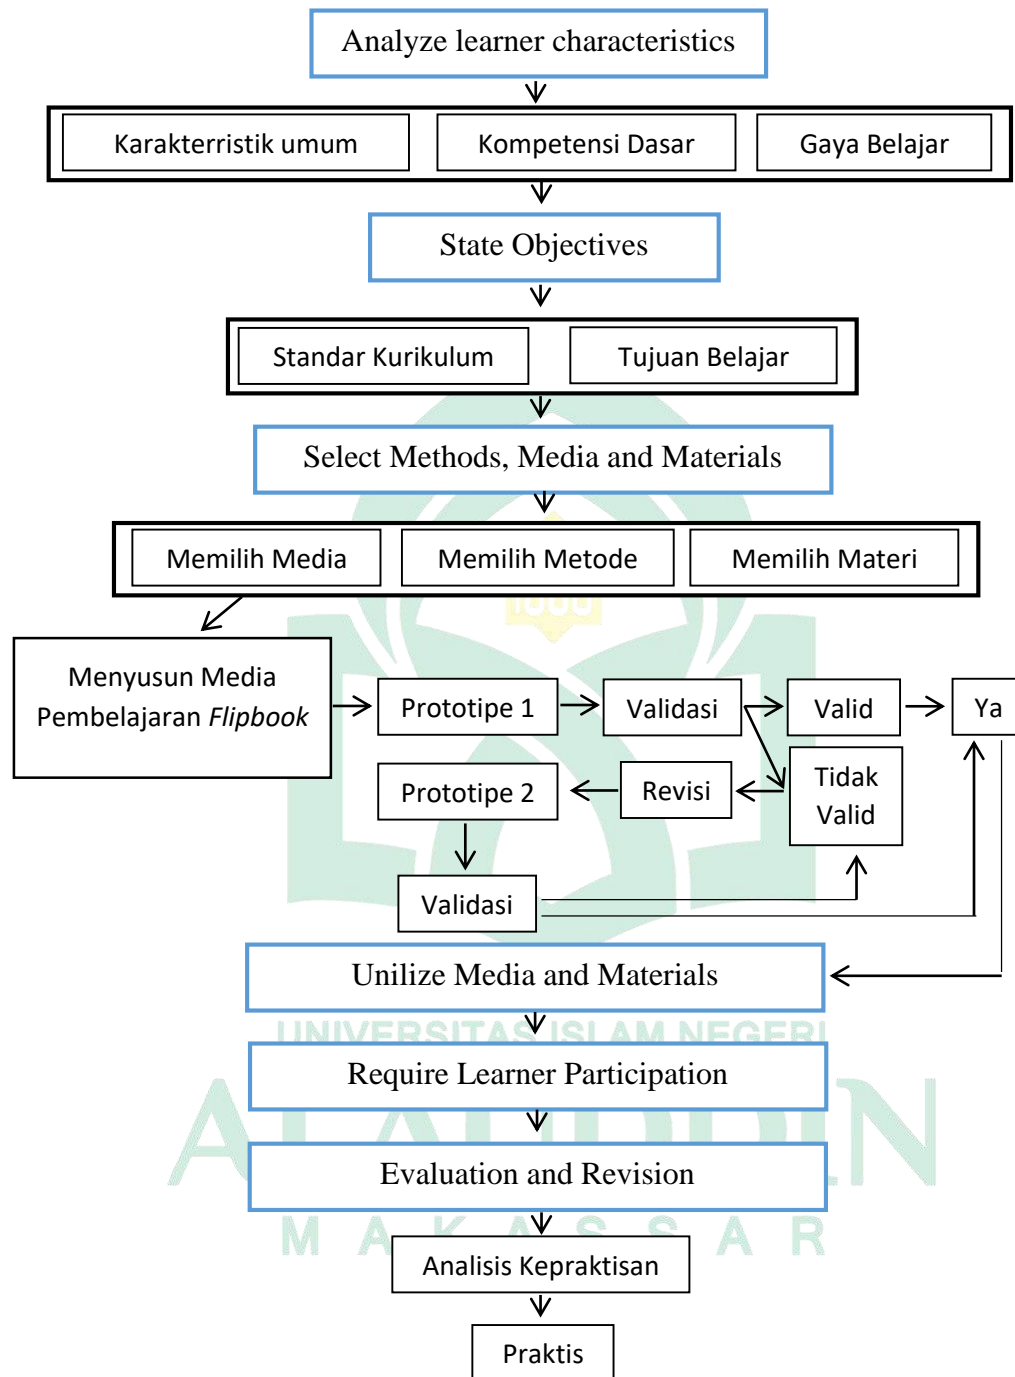 Analyze learner characteristics
Karakterristik umum
Kompetensi Dasar
Gaya Belajar
State Objectives
Standar Kurikulum
Tujuan Belajar
Select Methods, Media and Materials
Memilih Media
Memilih Metode
Memilih Materi
Menyusun Media
Pembelajaran Flipbook
Prototipe 1
Validasi
Valid
Ya
Prototipe 2
Revisi
Tidak
Valid
Validasi
Unilize Media and Materials
UNIVERSITAS ISLAM NEGERI
Require Learner Participation
ALAUDDIN
Evaluation and Revision
MAKASSAR
Analisis Kepraktisan
Praktis